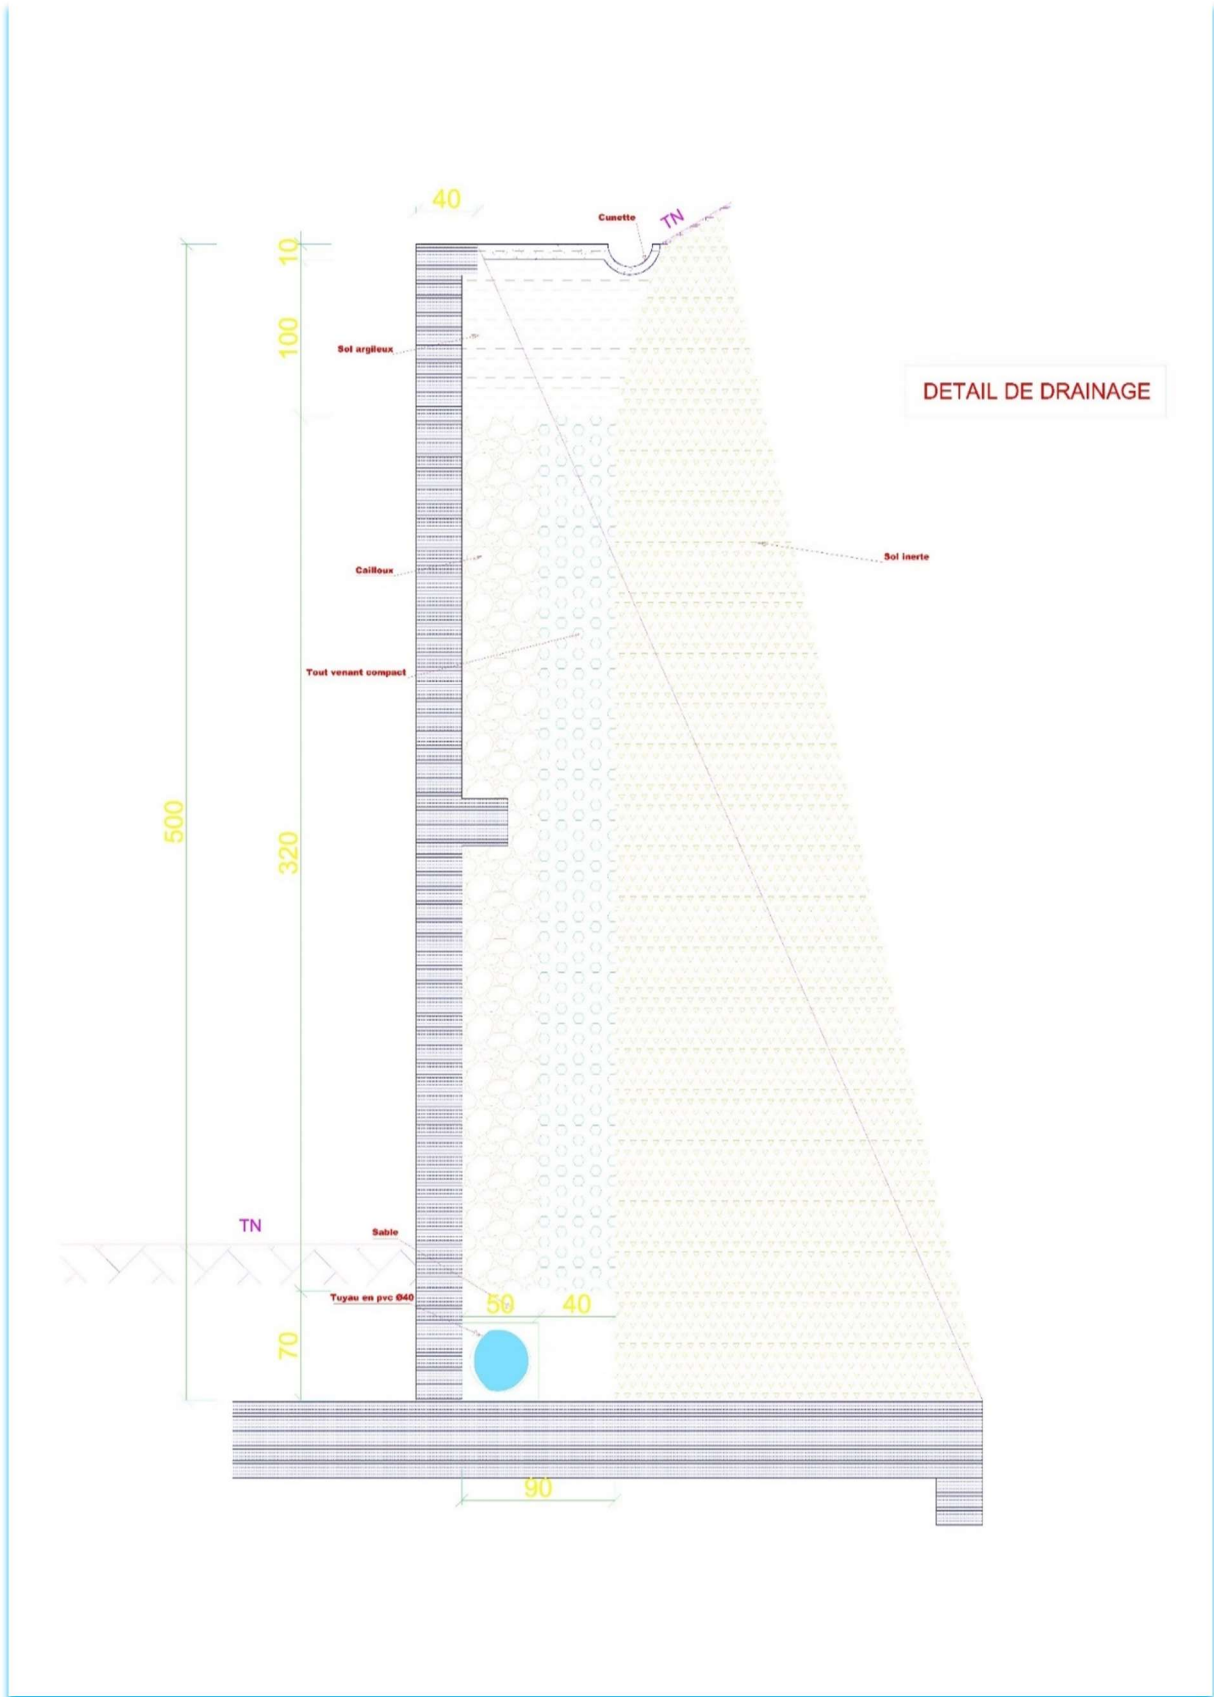 40
Cunette
TN
10
100
Sol argileux
DETAIL DE DRAINAGE
Sol inerte
Cailloux
Tout venant compact
500
320
TN
Sable
Tuyau en pvc Ø40
50
40
70
90